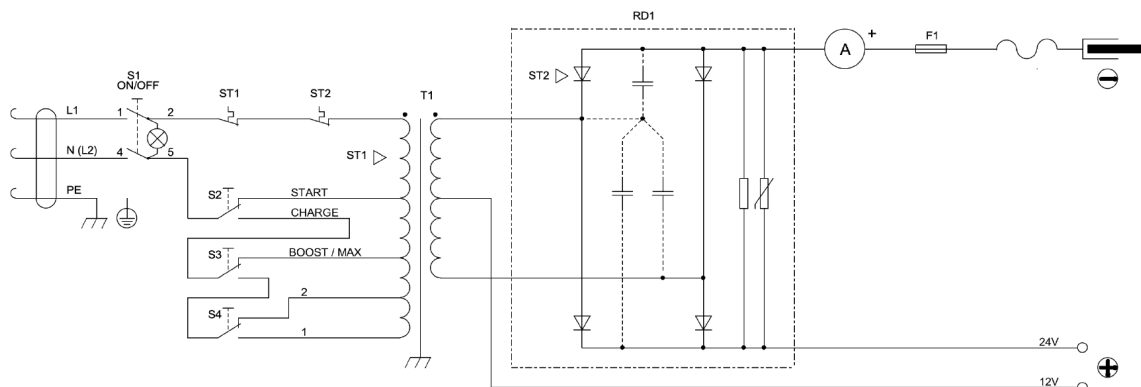 RD1
A
+
F1
S1
ON/OFF
ST2
L1
1
2
ST1
ST2
T1
N (L2)
4
5
ST1
PE
S2
START
CHARGE
S3
BOOST / MAX
2
S4
1
24V
12V